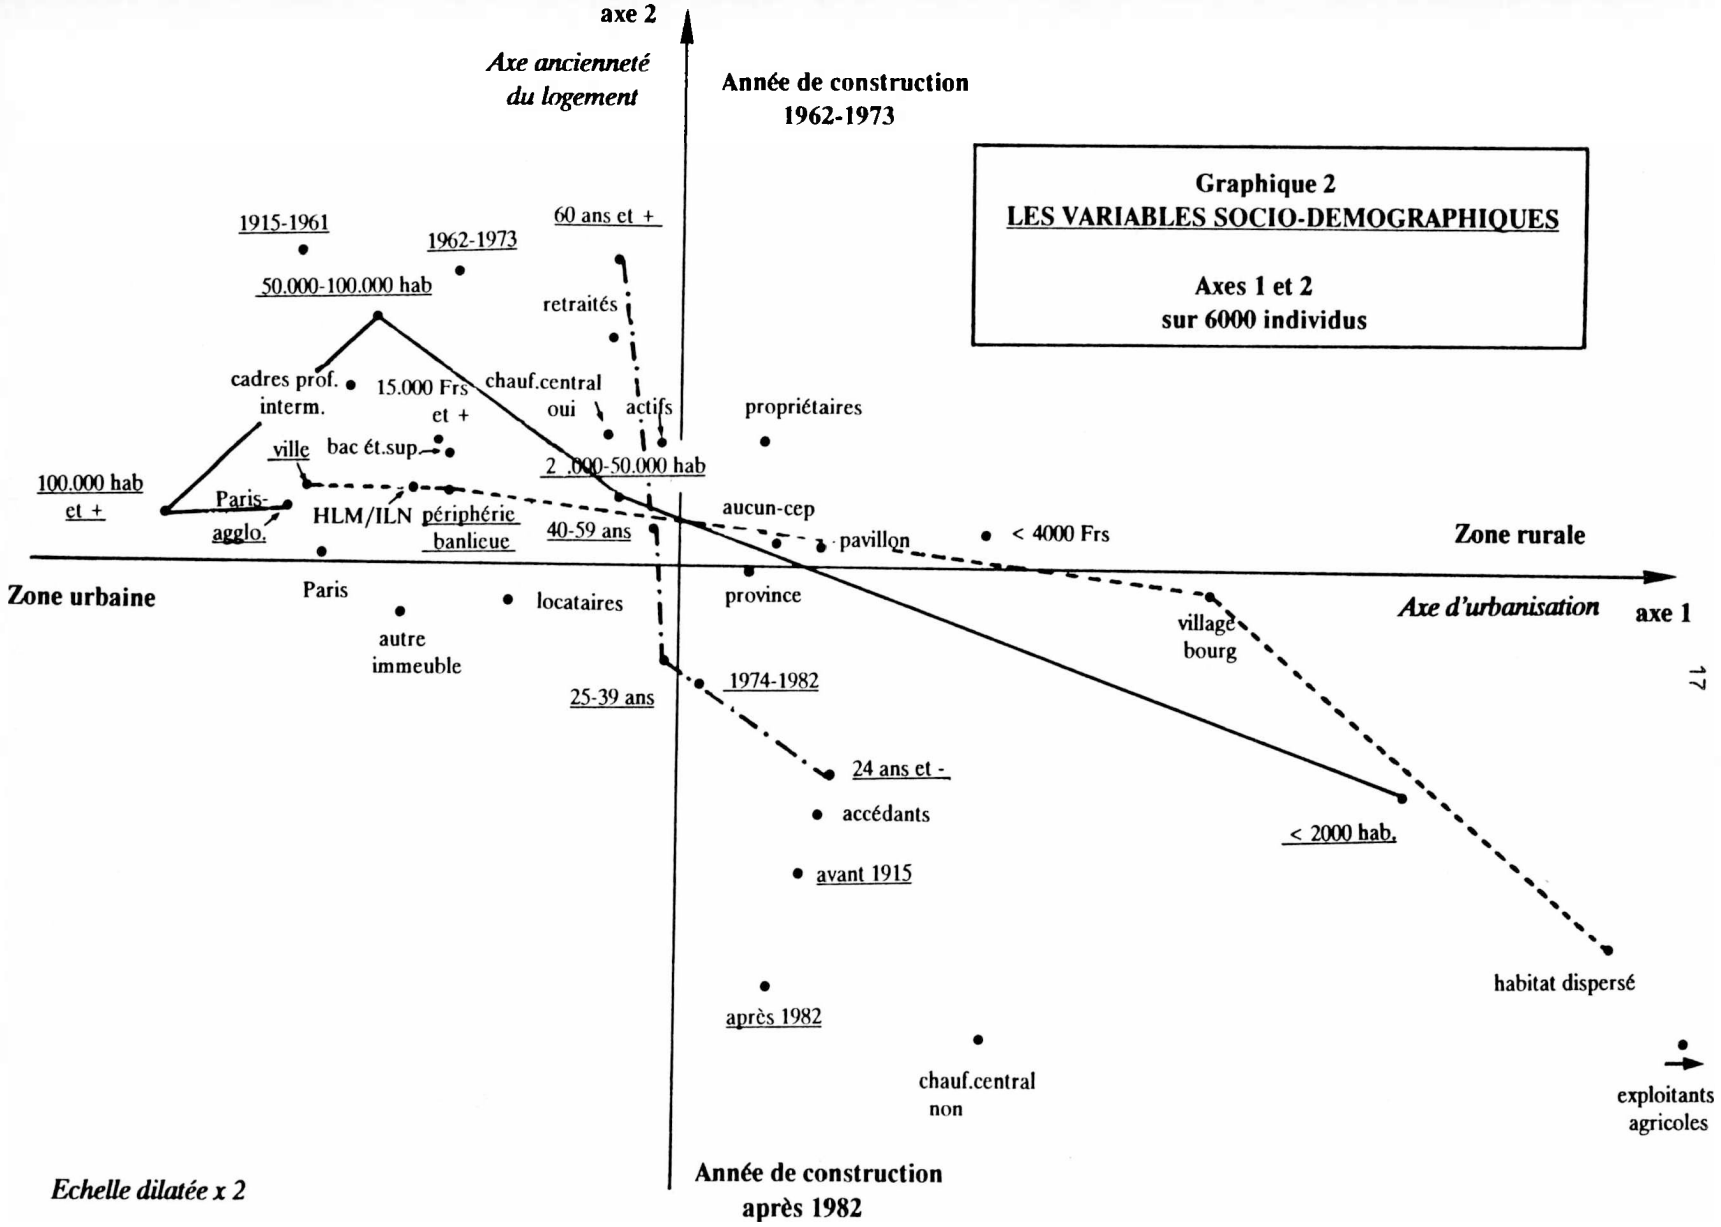 axe 2
Axe ancienneté
du logement
Année de construction
1962-1973
Graphique 2
LES VARIABLES SOCIO-DEMOGRAPHIQUES
Axes 1 et 2
sur 6000 individus
1915-1961
1962-1973
60 ans et +
50.000-100.000 hab
retraités
cadres prof.
interm.
15.000 Frs
et +
chauf.central
oui
actifs
propriétaires
ville
bac ét.sup.
2 .000-50.000 hab
100.000 hab
et +
Paris-
agglo.
HLM/ILN
périphérie
banlieue
40-59 ans
aucun-cep
pavillon
< 4000 Frs
Zone rurale
Zone urbaine
Paris
locataires
province
Axe d'urbanisation
axe 1
autre
immeuble
village
bourg
25-39 ans
1974-1982
17
24 ans et -
accédants
< 2000 hab.
avant 1915
habitat dispersé
après 1982
chauf.central
non
exploitants
agricoles
Année de construction
après 1982
Echelle dilatée x 2